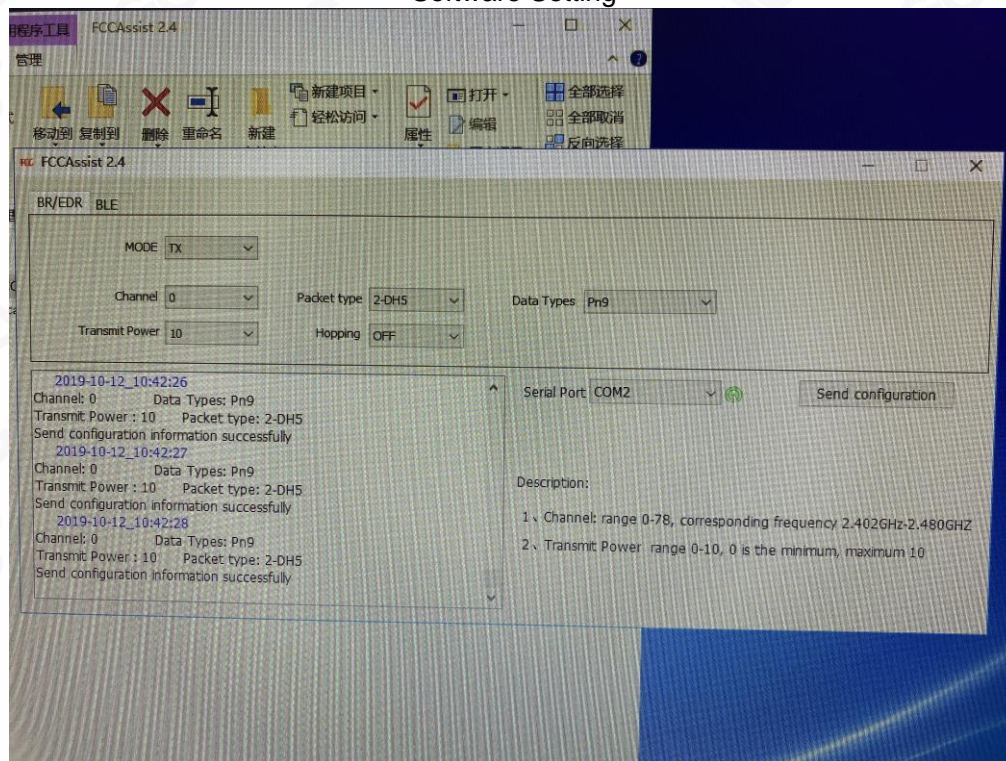 Software Setting
用程序工具 FCCAssist 2.4
管理
移动到 复制到 删除 重命名 新建 新建项目 轻松访问 属性 打开 编辑 全部选择 全部取消 反向选择
FCC FCCAssist 2.4
BR/EDR BLE
MODE TX
Channel 0 Packet type 2-DH5 Data Types Pn9
Transmit Power 10 Hopping OFF
2019-10-12_10:42:26
Channel: 0 Data Types: Pn9
Transmit Power : 10 Packet type: 2-DH5
Send configuration information successfully
2019-10-12_10:42:27
Channel: 0 Data Types: Pn9
Transmit Power : 10 Packet type: 2-DH5
Send configuration information successfully
2019-10-12_10:42:28
Channel: 0 Data Types: Pn9
Transmit Power : 10 Packet type: 2-DH5
Send configuration information successfully
Serial Port COM2 Send configuration
Description:
1、Channel: range 0-78, corresponding frequency 2.402GHz-2.480GHZ
2、Transmit Power range 0-10, 0 is the minimum, maximum 10